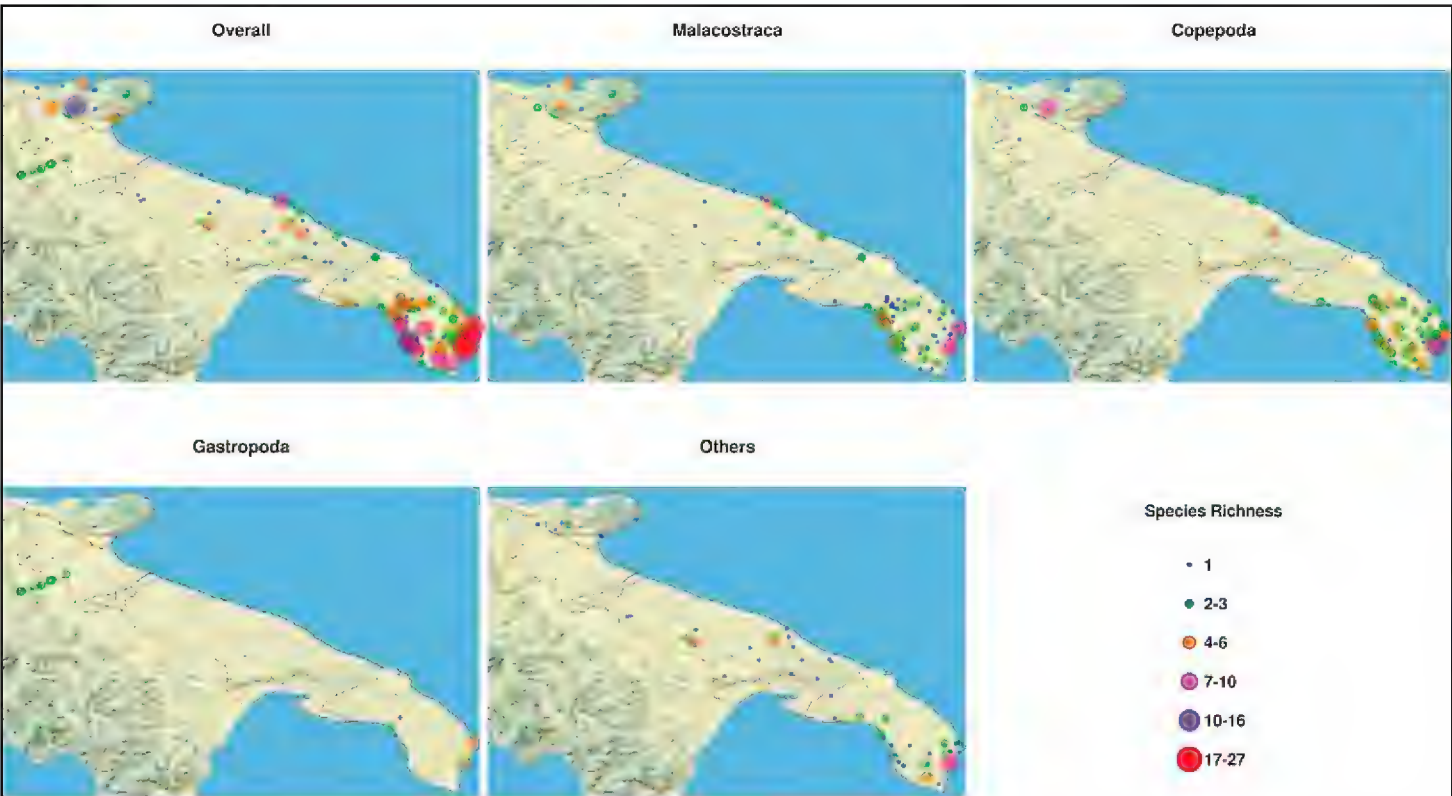 Overall
Malacostraca
Copepoda
Gastropoda
Others
Species Richness
1
2-3
4-6
7-10
10-16
17-27